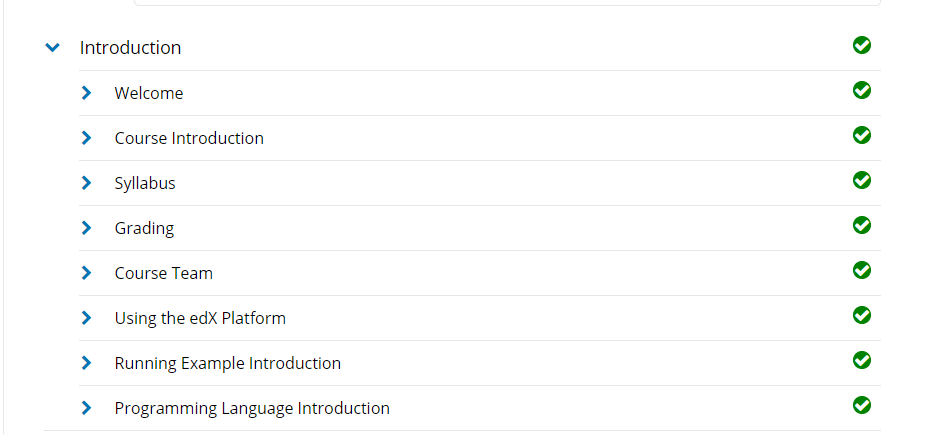 Introduction
Welcome
Course Introduction
Syllabus
Grading
Course Team
Using the edX Platform
Running Example Introduction
Programming Language Introduction